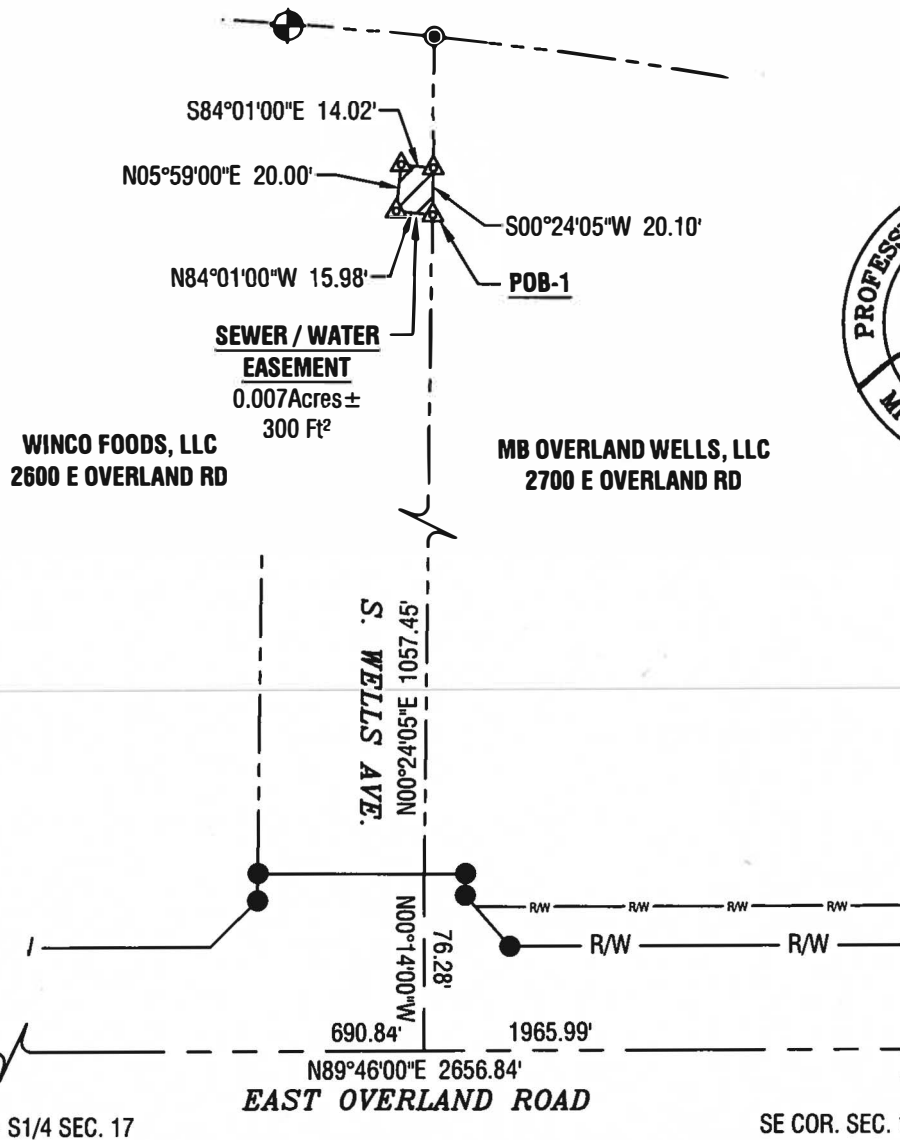 S84°01'00"E 14.02'
N05°59'00"E 20.00'
S00°24'05"W 20.10'
N84°01'00"W 15.98'
POB-1
SEWER / WATER
EASEMENT
0.007Acres±
300 Ft²
WINCO FOODS, LLC
2600 E OVERLAND RD
MB OVERLAND WELLS, LLC
2700 E OVERLAND RD
S. WELLS AVE.
N00°24'05"E 1057.45'
N00°14'00"W
76.28'
R/W R/W R/W R/W
R/W R/W
690.84' 1965.99'
N89°46'00"E 2656.84'
EAST OVERLAND ROAD
S1/4 SEC. 17
SE COR. SEC.